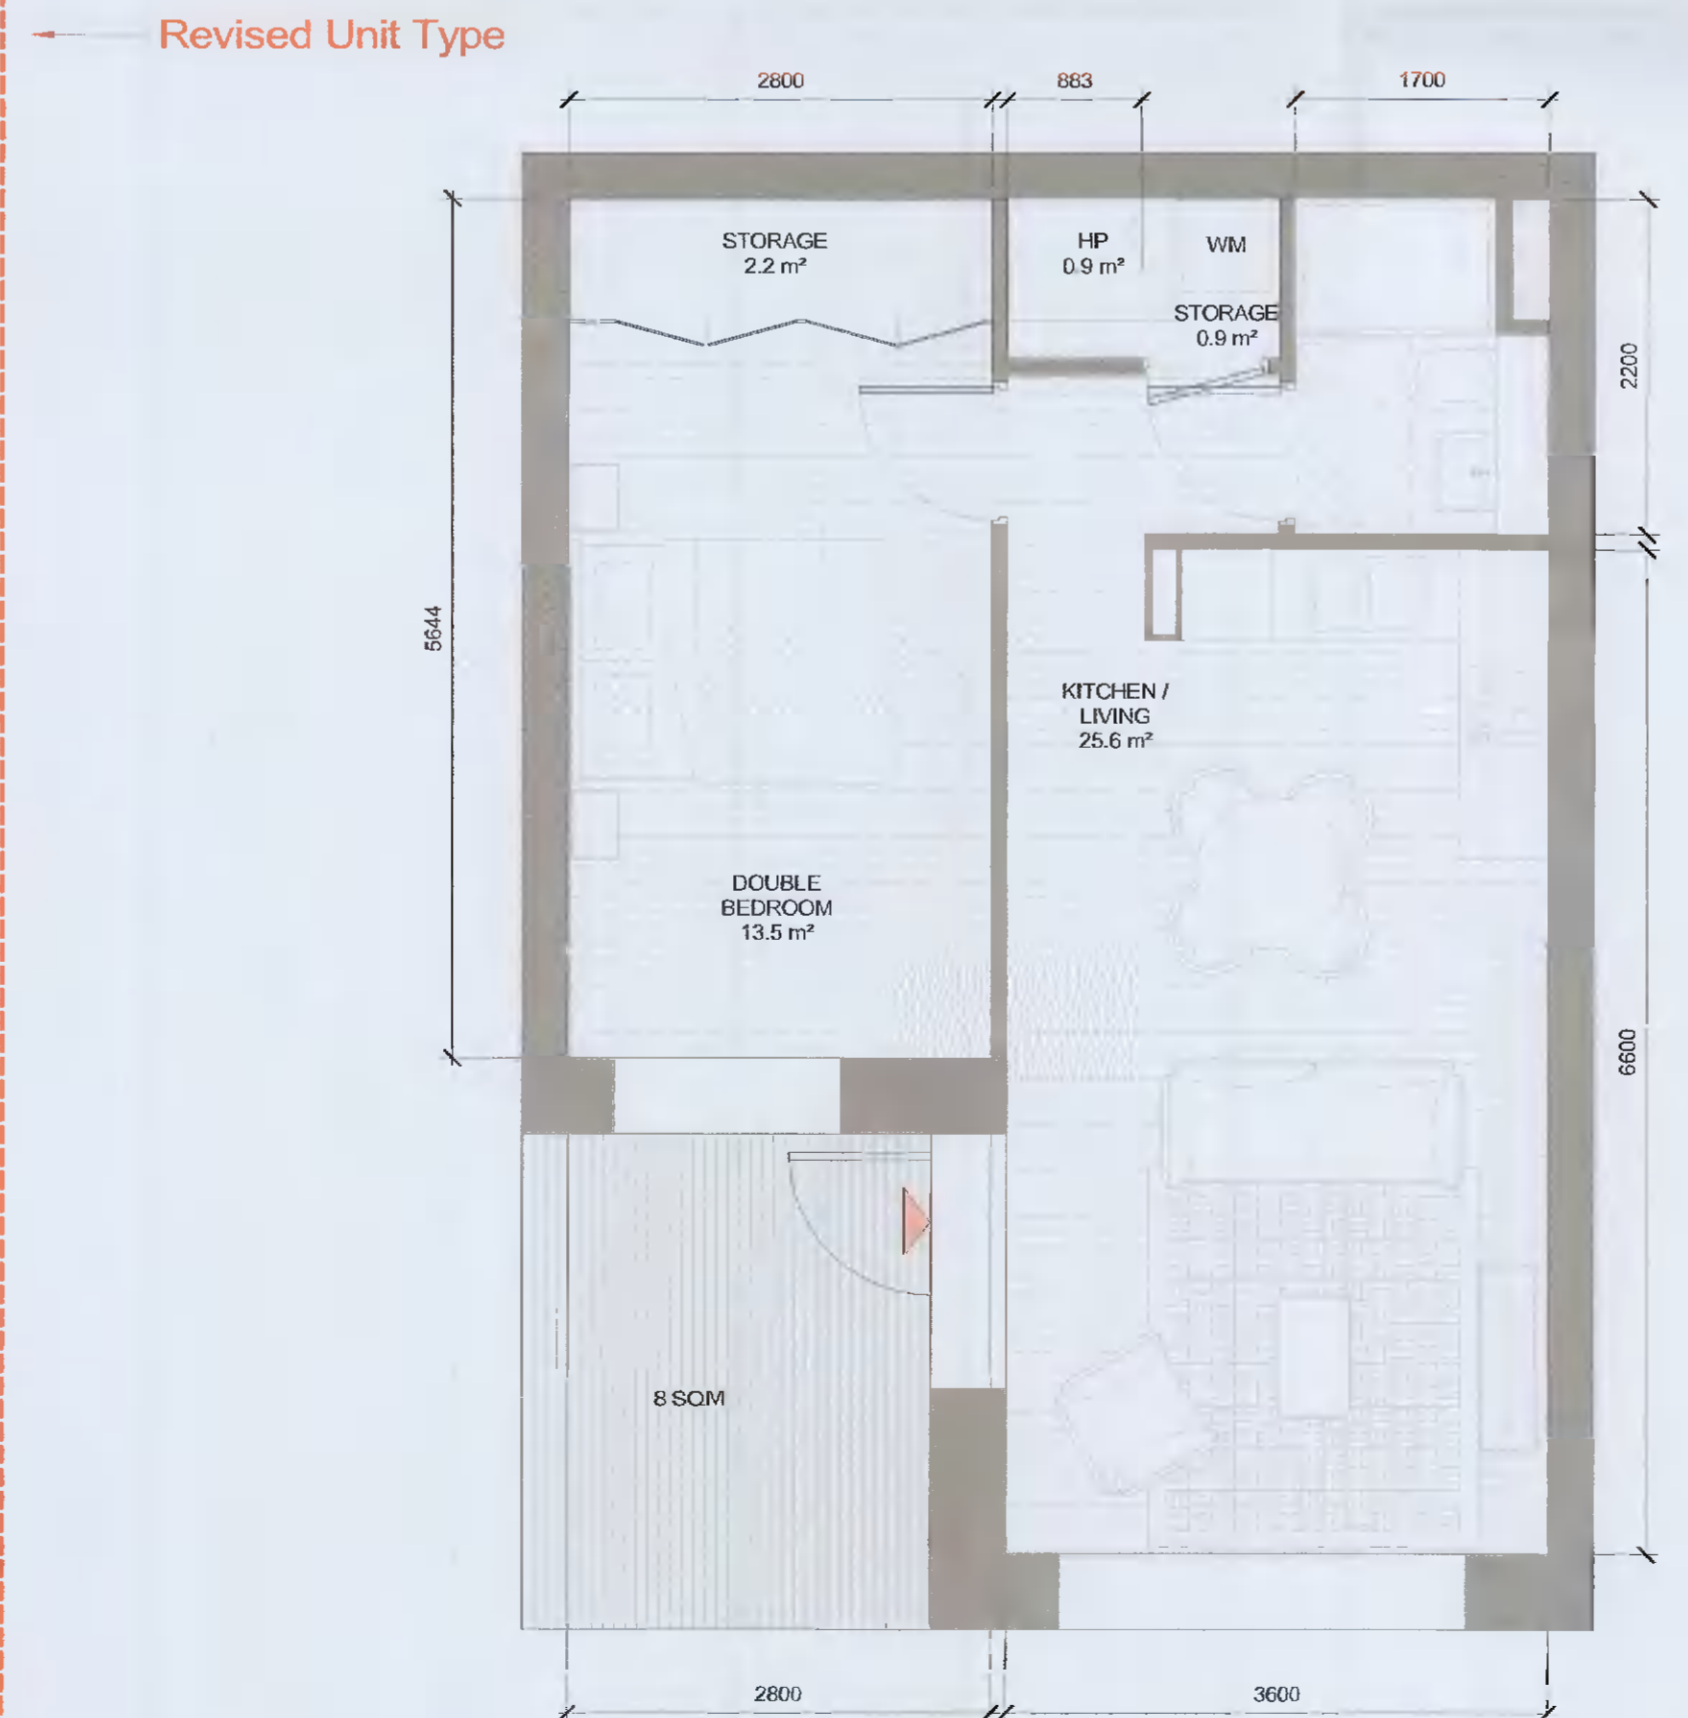 Revised Unit Type
2800
883
1700
STORAGE
2.2 m²
HP
0.9 m²
WM
STORAGE
0.9 m²
2200
5644
KITCHEN /
LIVING
25.6 m²
DOUBLE
BEDROOM
13.5 m²
6600
8 SQM
2800
3600